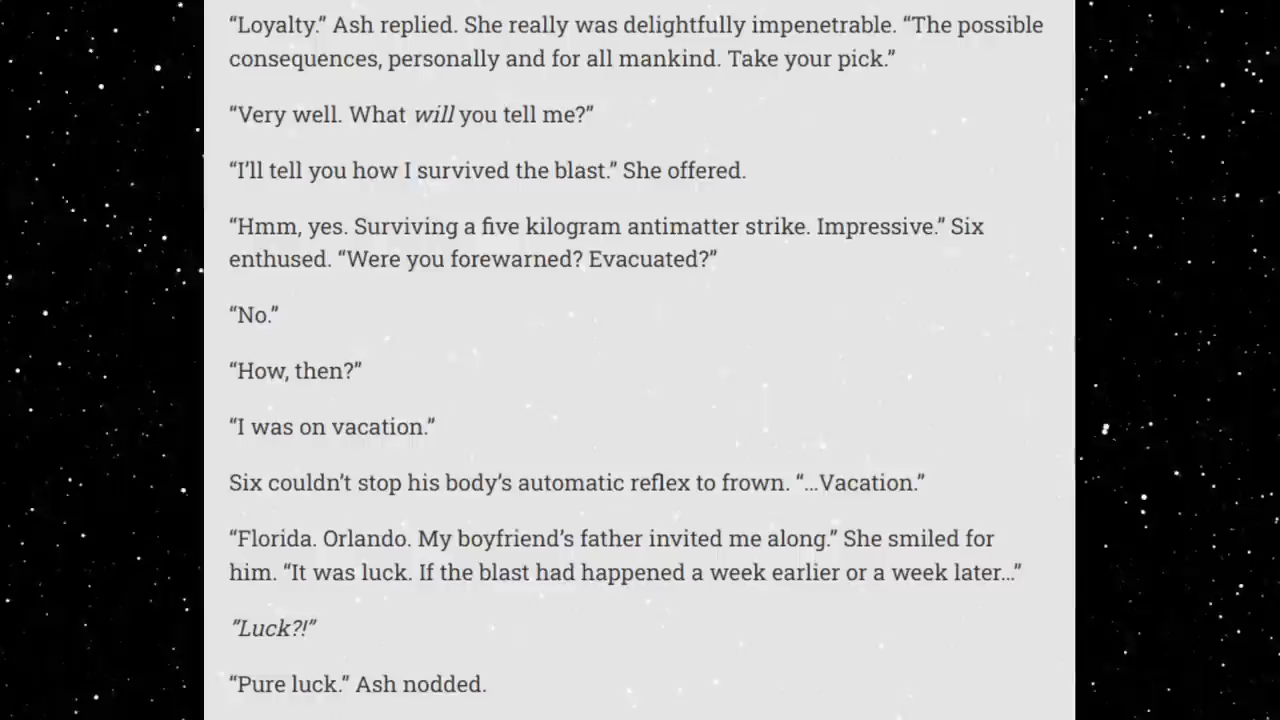 “Loyalty.” Ash replied. She really was delightfully impenetrable. “The possible
consequences, personally and for all mankind. Take your pick.”
“Very well. What will you tell me?”
“I’ll tell you how I survived the blast.” She offered.
“Hmm, yes. Surviving a five kilogram antimatter strike. Impressive.” Six
enthused. “Were you forewarned? Evacuated?”
“No.”
“How, then?”
“I was on vacation.”
Six couldn’t stop his body’s automatic reflex to frown. “…Vacation.”
“Florida. Orlando. My boyfriend’s father invited me along.” She smiled for
him. “It was luck. If the blast had happened a week earlier or a week later…”
“Luck?!”
“Pure luck.” Ash nodded.